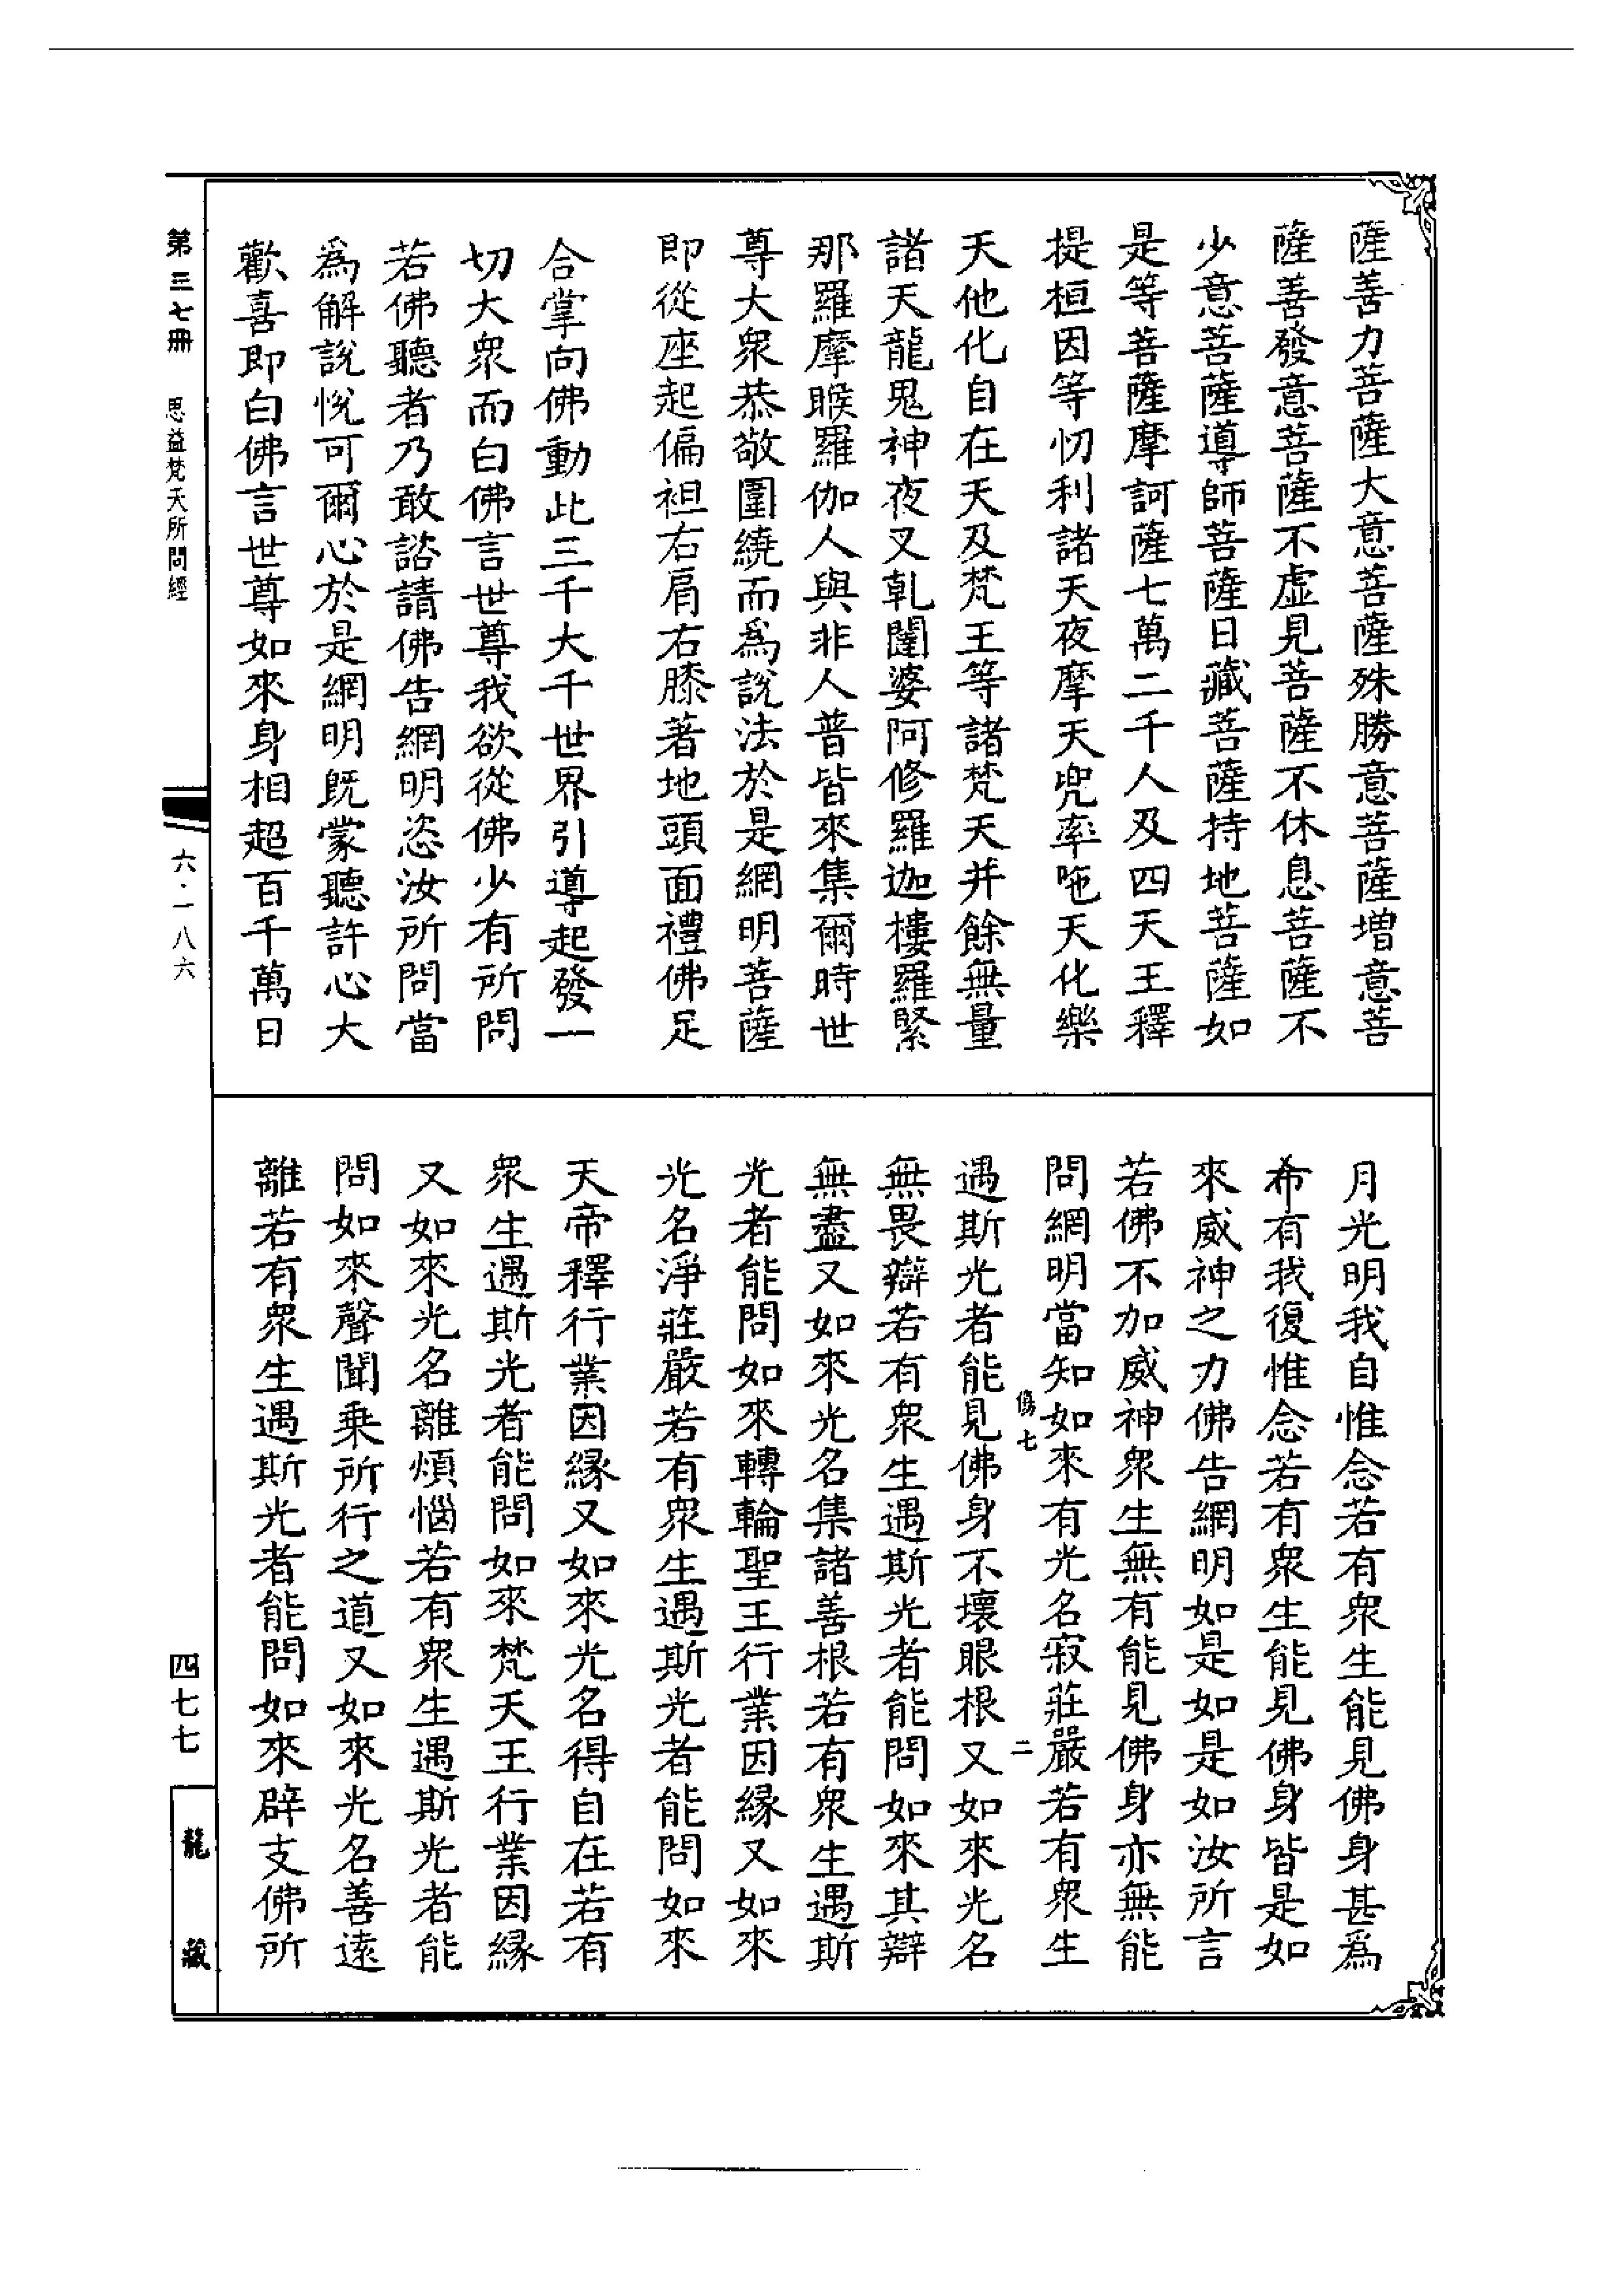 薩善力菩薩大意菩薩殊勝意菩薩增意菩
薩善發意菩薩不虛見菩薩不休息菩薩不
少意菩薩導師菩薩日藏菩薩持地菩薩如
是等菩薩摩訶薩七萬二千人及四天王釋
提桓因等忉利諸天夜摩天兜率陀天化樂
天他化自在天及梵王等諸梵天并餘無量
諸天龍鬼神夜叉乹闥婆阿修羅迦樓羅緊
那羅摩睺羅伽人與非人普皆來集爾時世
尊大衆恭敬圍繞而爲說法於是網明菩薩
即從座起偏袒右肩右膝著地頭面禮佛足
合掌向佛動此三千大千世界引導起發一
切大衆而白佛言世尊我欲從佛少有所問
若佛聽者乃敢諮請佛告網明恣汝所問當
爲解說悅可爾心於是網明旣蒙聽許心大
歡喜即白佛言世尊如來身相超百千萬日
月光明我自惟念若有衆生能見佛身甚爲
希有我復惟念若有衆生能見佛身皆是如
來威神之力佛告網明如是如是如汝所言
若佛不加威神衆生無有能見佛身亦無能
問網明當知如來有光名寂莊嚴若有衆生
傷七 二
遇斯光者能見佛身不壞眼根又如來光名
無畏辯若有衆生遇斯光者能問如來其辯
無盡又如來光名集諸善根若有衆生遇斯
光者能問如來轉輪聖王行業因緣又如來
光名淨莊嚴若有衆生遇斯光者能問如來
天帝釋行業因緣又如來光名得自在若有
衆生遇斯光者能問如來梵天王行業因緣
又如來光名離煩惱若有衆生遇斯光者能
問如來聲聞乗所行之道又如來光名善遠
離若有衆生遇斯光者能問如來辟支佛所
第三七冊 思益梵天所問經
六·一八六
四七七
龍藏